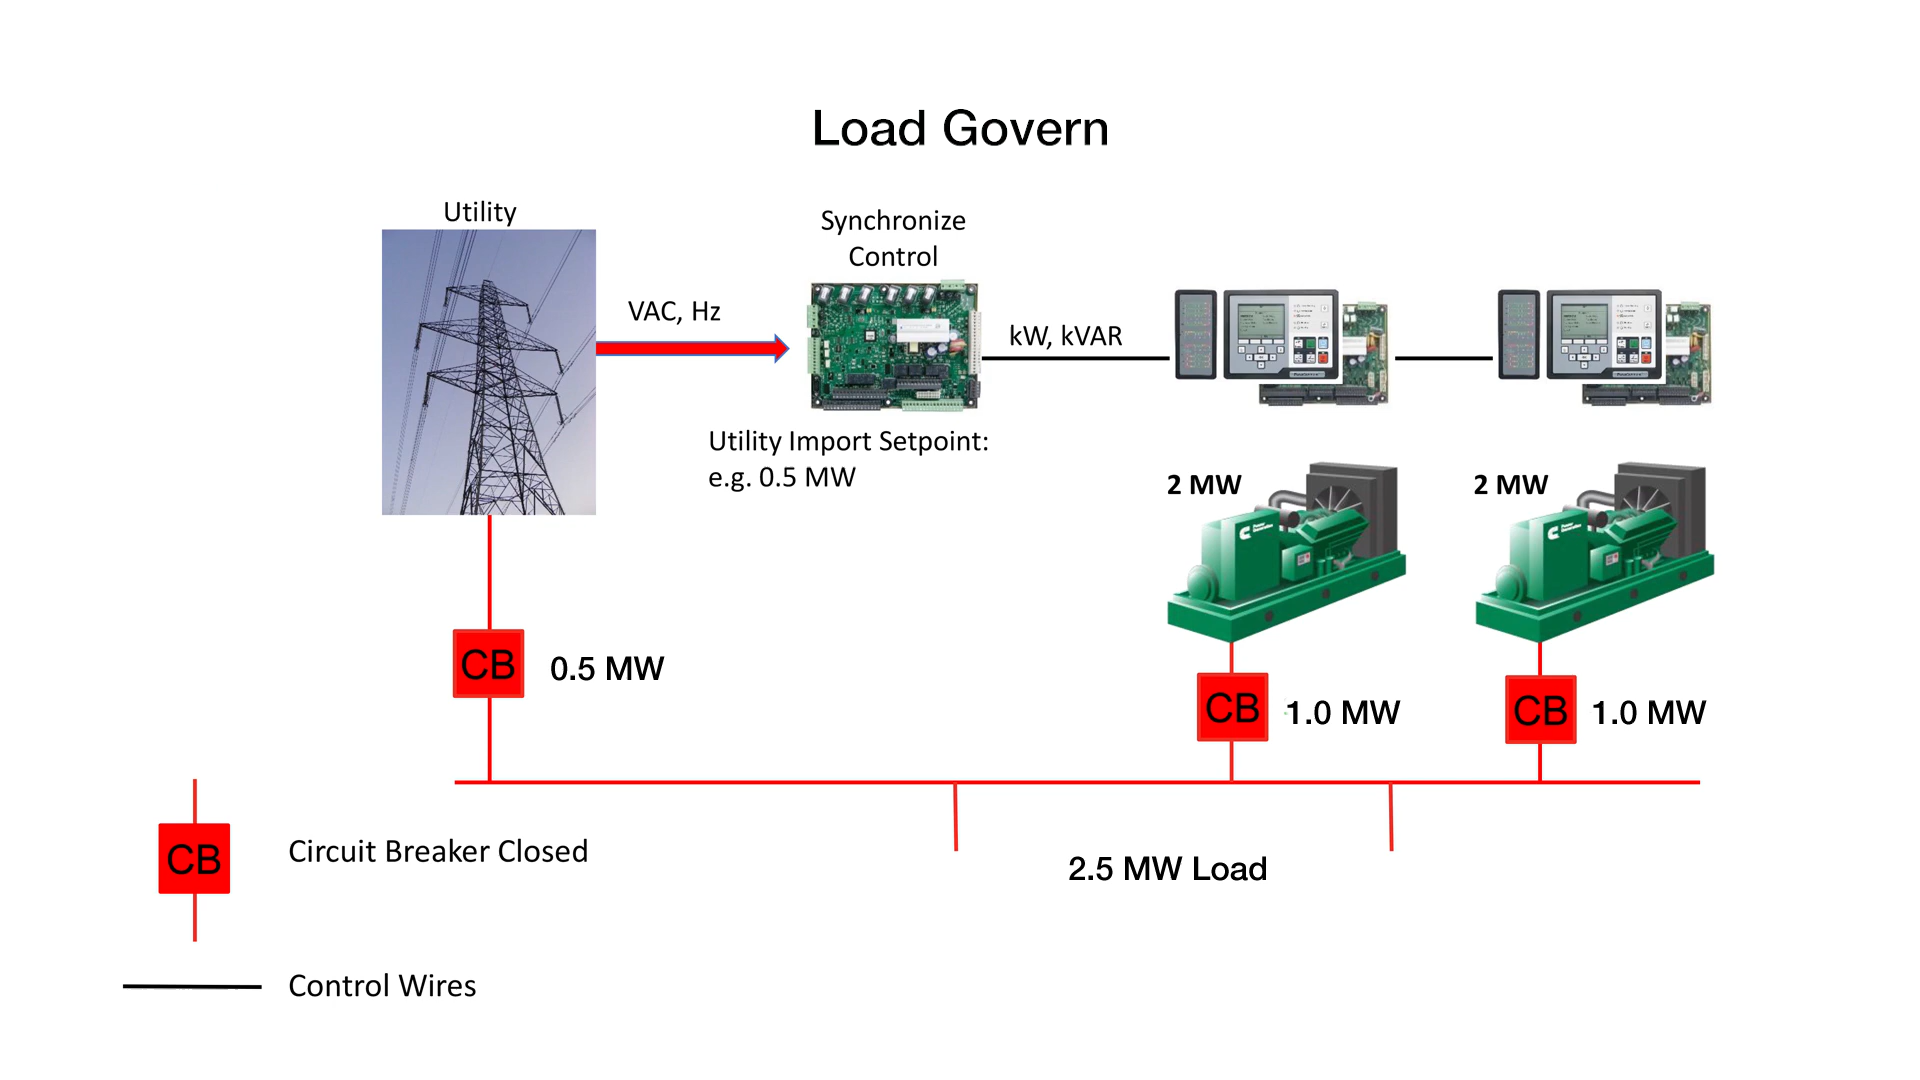 Load Govern
Utility
Synchronize
Control
VAC, Hz
kW, kVAR
Utility Import Setpoint:
e.g. 0.5 MW
2 MW
2 MW
CB
0.5 MW
CB
1.0 MW
CB
1.0 MW
2.5 MW Load
CB
Circuit Breaker Closed
Control Wires